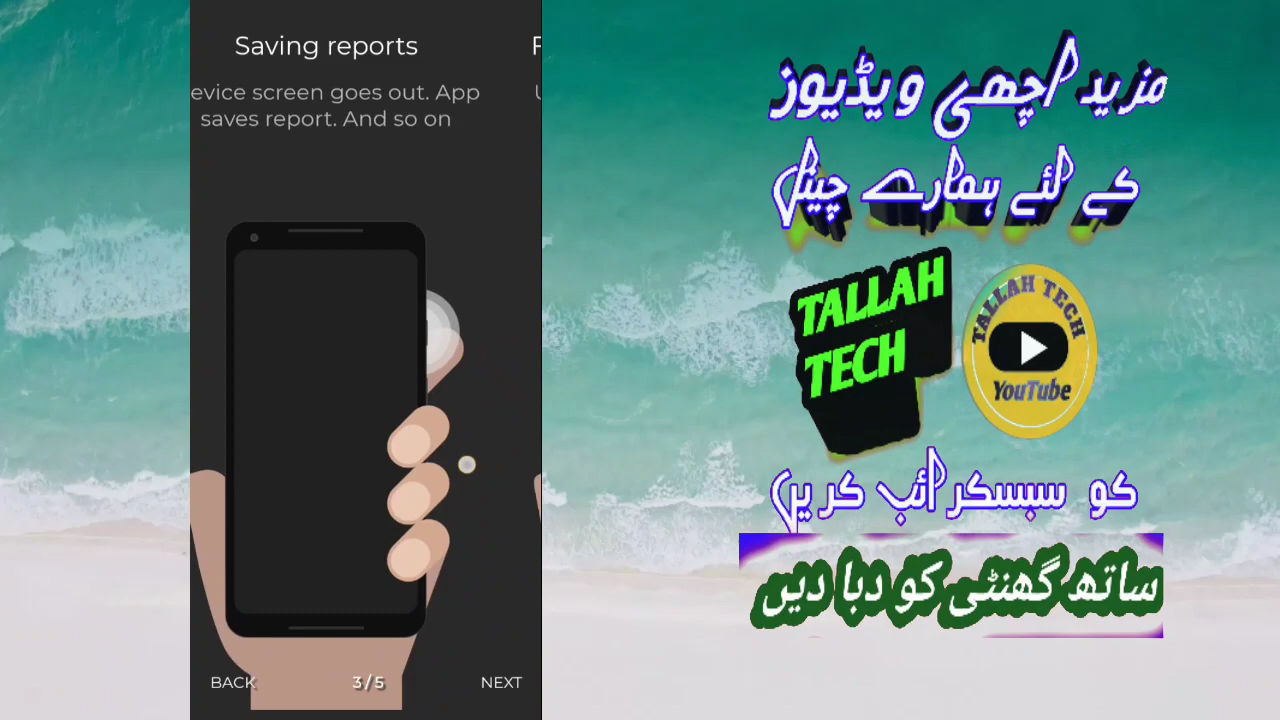 Saving reports
evice screen goes out. App
saves report. And so on
BACK
3 / 5
NEXT
مزید اچھی ویڈیوز
کے لئے ہمارے چینل
TALLAH
TECH
TALLAH TECH
YouTube
کو سبسکرائب کریں
ساتھ گھنٹی کو دبا دیں